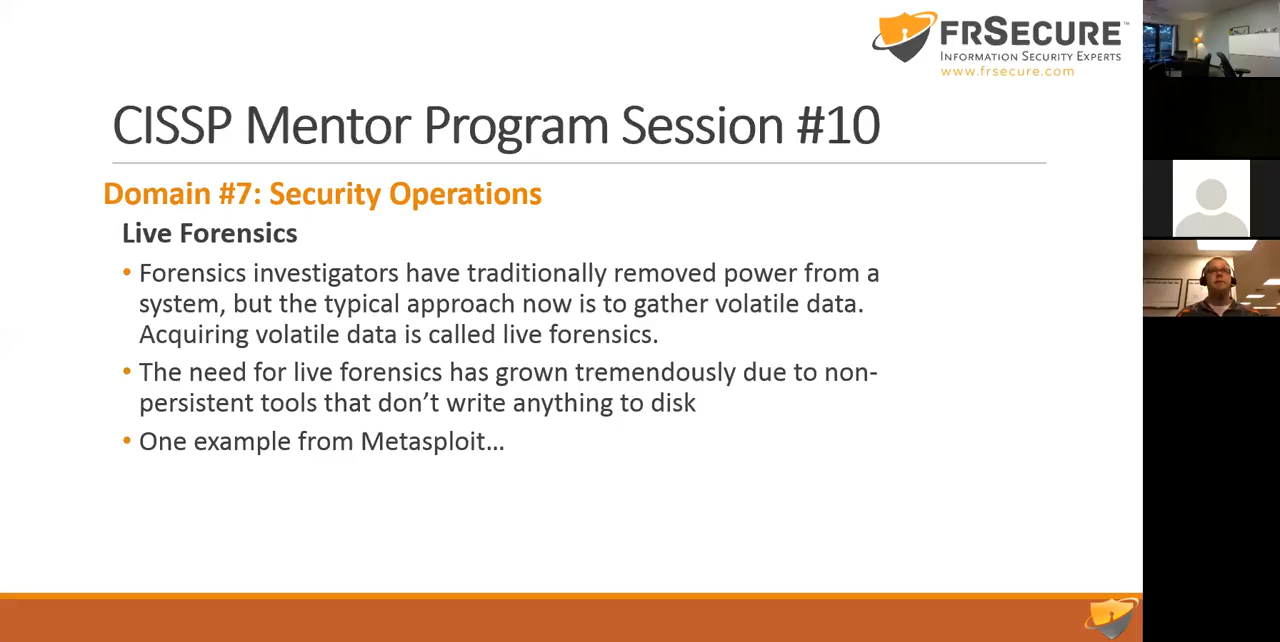 FRSECURE™
INFORMATION SECURITY EXPERTS
www.frsecure.com
CISSP Mentor Program Session #10
Domain #7: Security Operations
Live Forensics
• Forensics investigators have traditionally removed power from a
system, but the typical approach now is to gather volatile data.
Acquiring volatile data is called live forensics.
• The need for live forensics has grown tremendously due to non-
persistent tools that don’t write anything to disk
• One example from Metasploit…